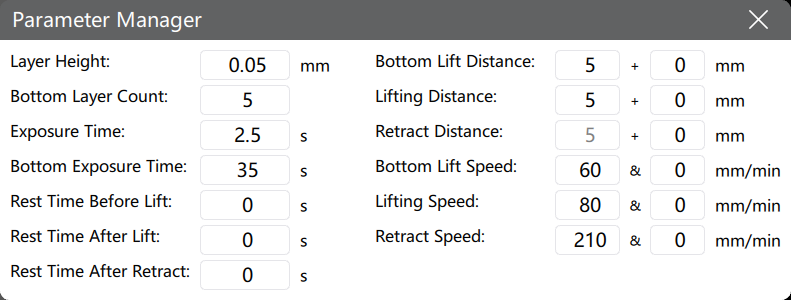 Parameter Manager
Layer Height: 0.05 mm Bottom Lift Distance: 5 + 0 mm
Bottom Layer Count: 5 Lifting Distance: 5 + 0 mm
Exposure Time: 2.5 s Retract Distance: 5 + 0 mm
Bottom Exposure Time: 35 s Bottom Lift Speed: 60 & 0 mm/min
Rest Time Before Lift: 0 s Lifting Speed: 80 & 0 mm/min
Rest Time After Lift: 0 s Retract Speed: 210 & 0 mm/min
Rest Time After Retract: 0 s